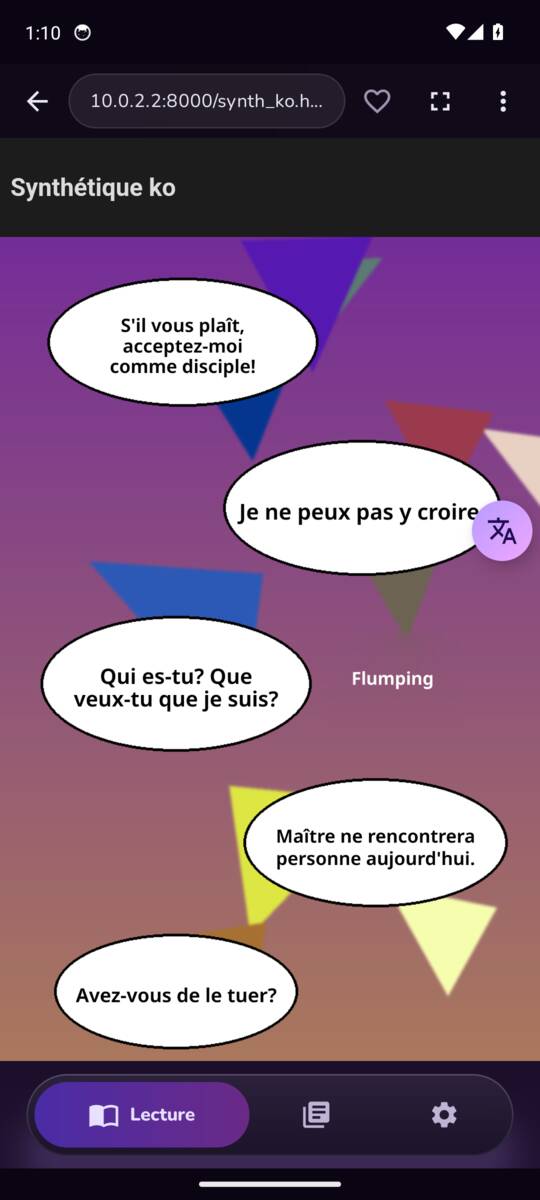 1:10
10.0.2.2:8000/synth_ko.h...
Synthétique ko
S'il vous plaît,
acceptez-moi
comme disciple!
Je ne peux pas y croire
Qui es-tu? Que
veux-tu que je suis?
Flumping
Maître ne rencontrera
personne aujourd'hui.
Avez-vous de le tuer?
Lecture